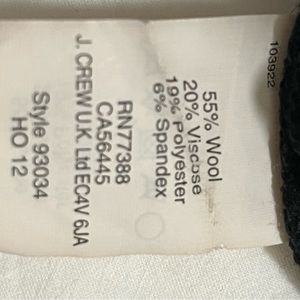 103922
55% Wool
20% Viscose
19% Polyester
6% Spandex
RN77388
CA56445
J. CREW U.K. Ltd EC4V 6JA
Style 93034
HO 12